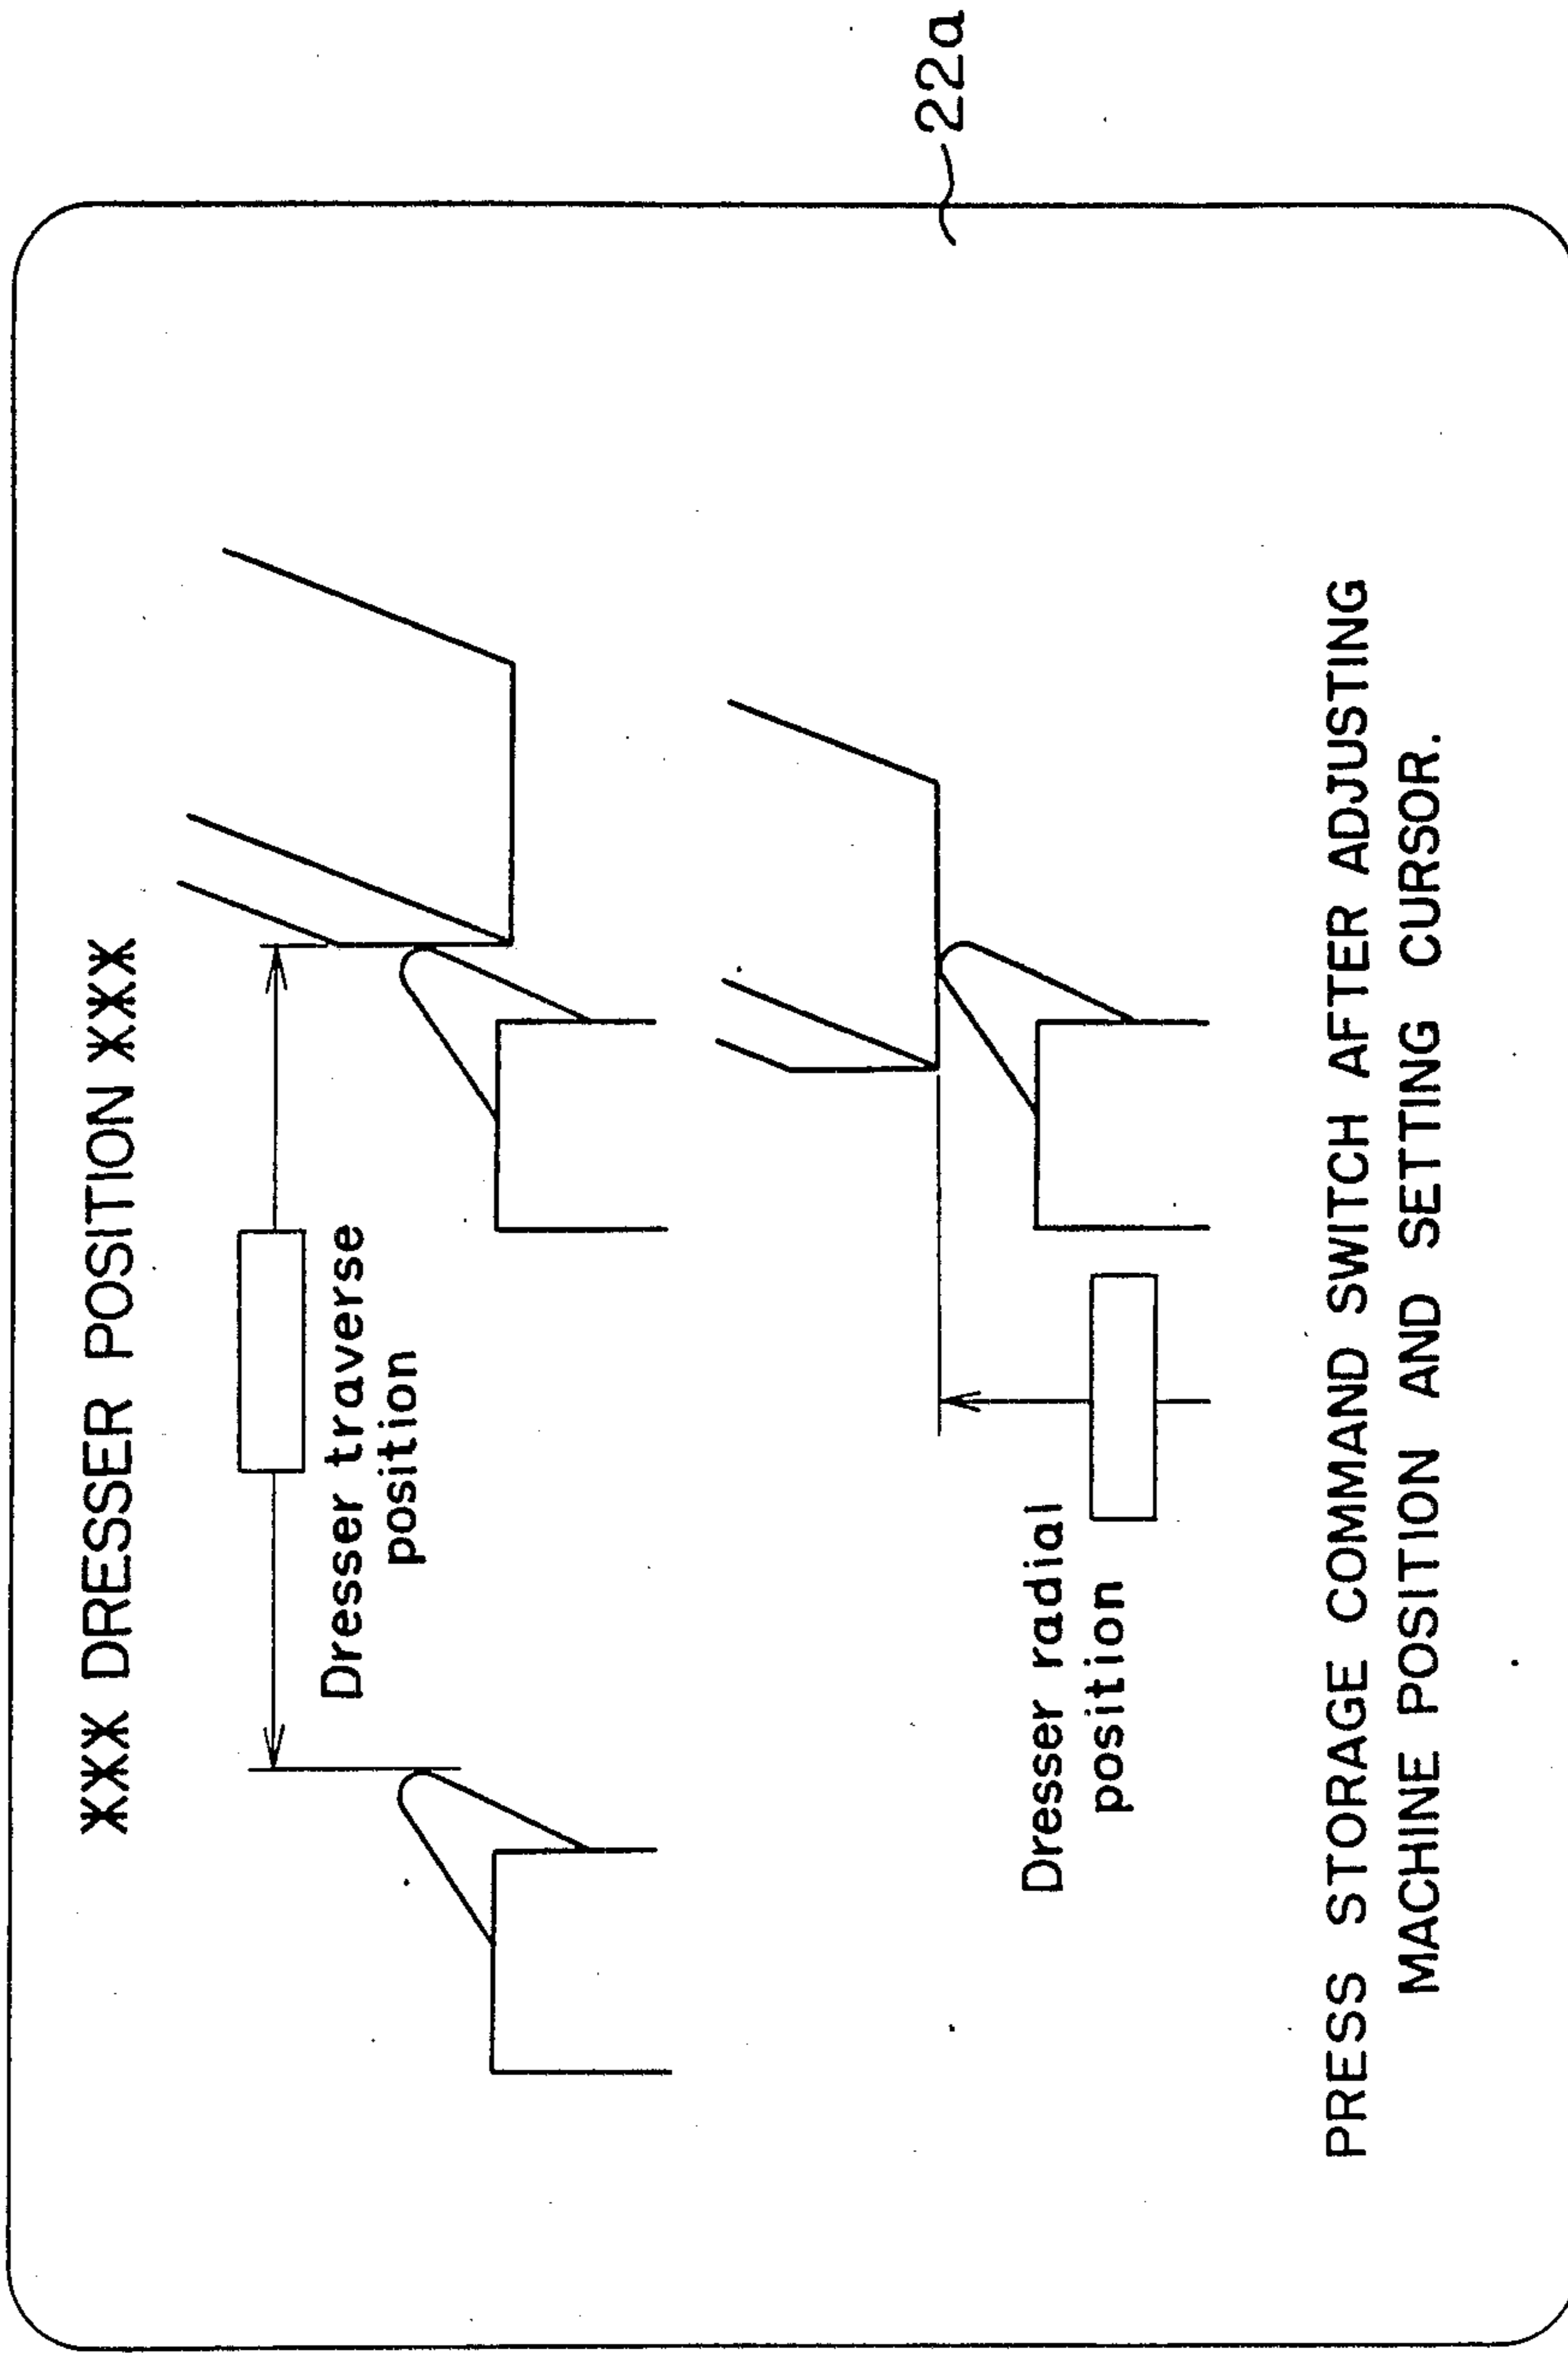 XXX DRESSER POSITION XXX
Dresser traverse
position
Dresser radial
position
PRESS STORAGE COMMAND SWITCH AFTER ADJUSTING
MACHINE POSITION AND SETTING CURSOR.
22a